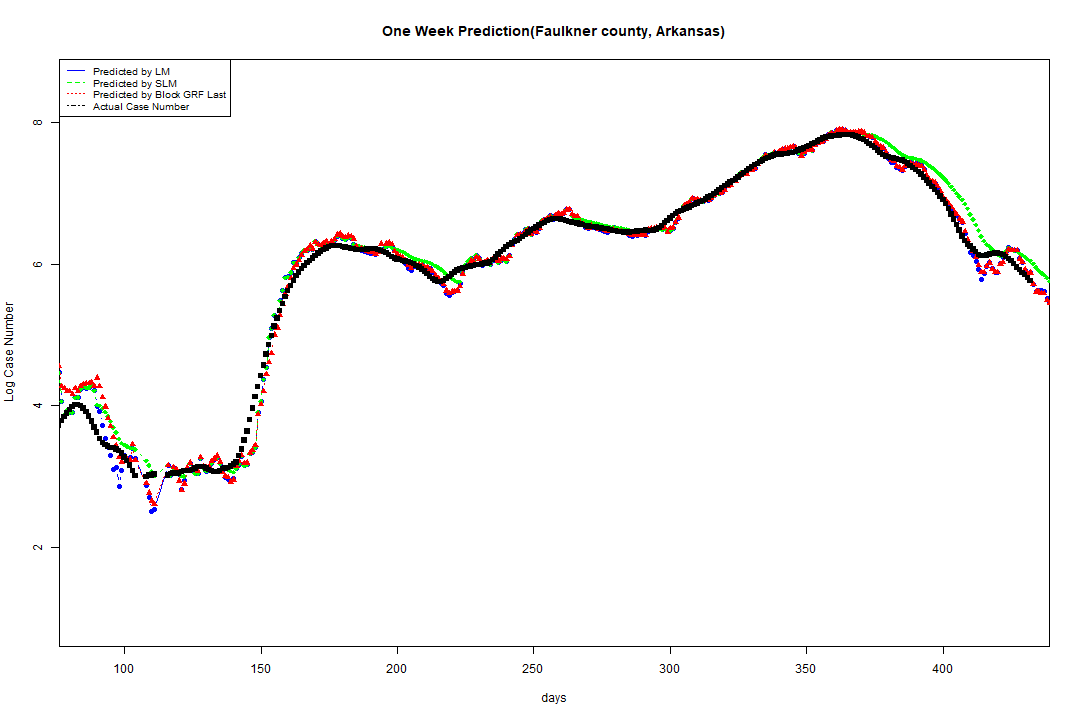 One Week Prediction(Faulkner county, Arkansas)
Predicted by LM
Predicted by SLM
Predicted by Block GRF Last
Actual Case Number
8
6
4
2
Log Case Number
100 150 200 250 300 350 400
days